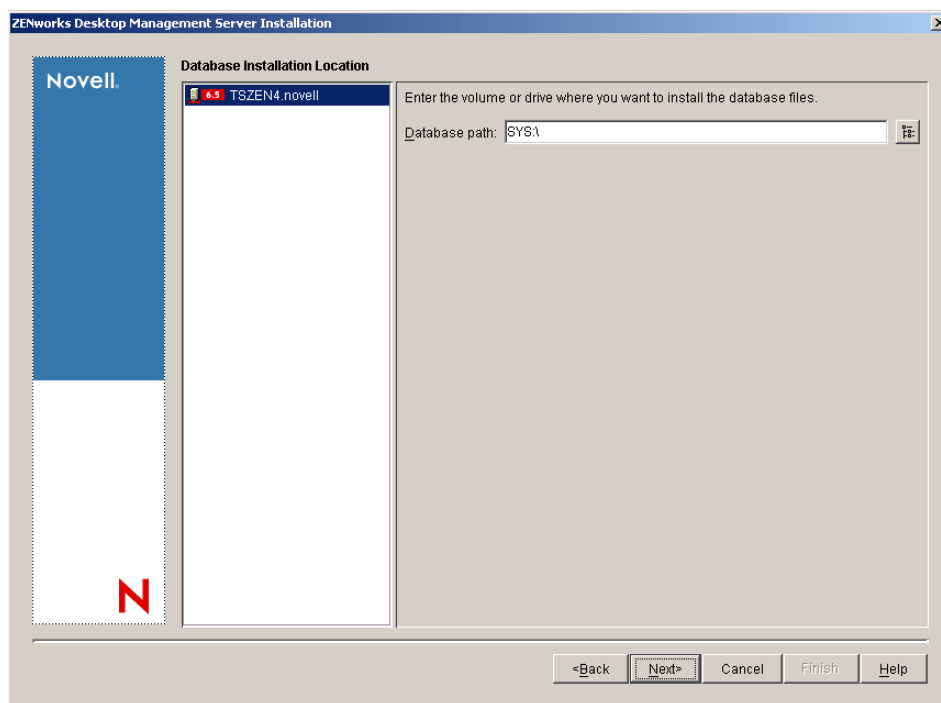 ZENworks Desktop Management Server Installation
Novell.
Database Installation Location
6.5 TSZEN4.novell
Enter the volume or drive where you want to install the database files.
Database path: SYS:\
N
<Back Next> Cancel Finish Help